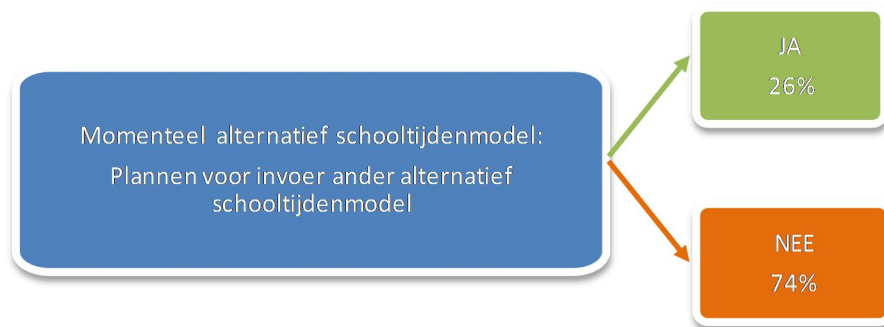 Momenteel alternatief schooltijdenmodel:
Plannen voor invoer ander alternatief
schooltijdenmodel
JA
26%
NEE
74%